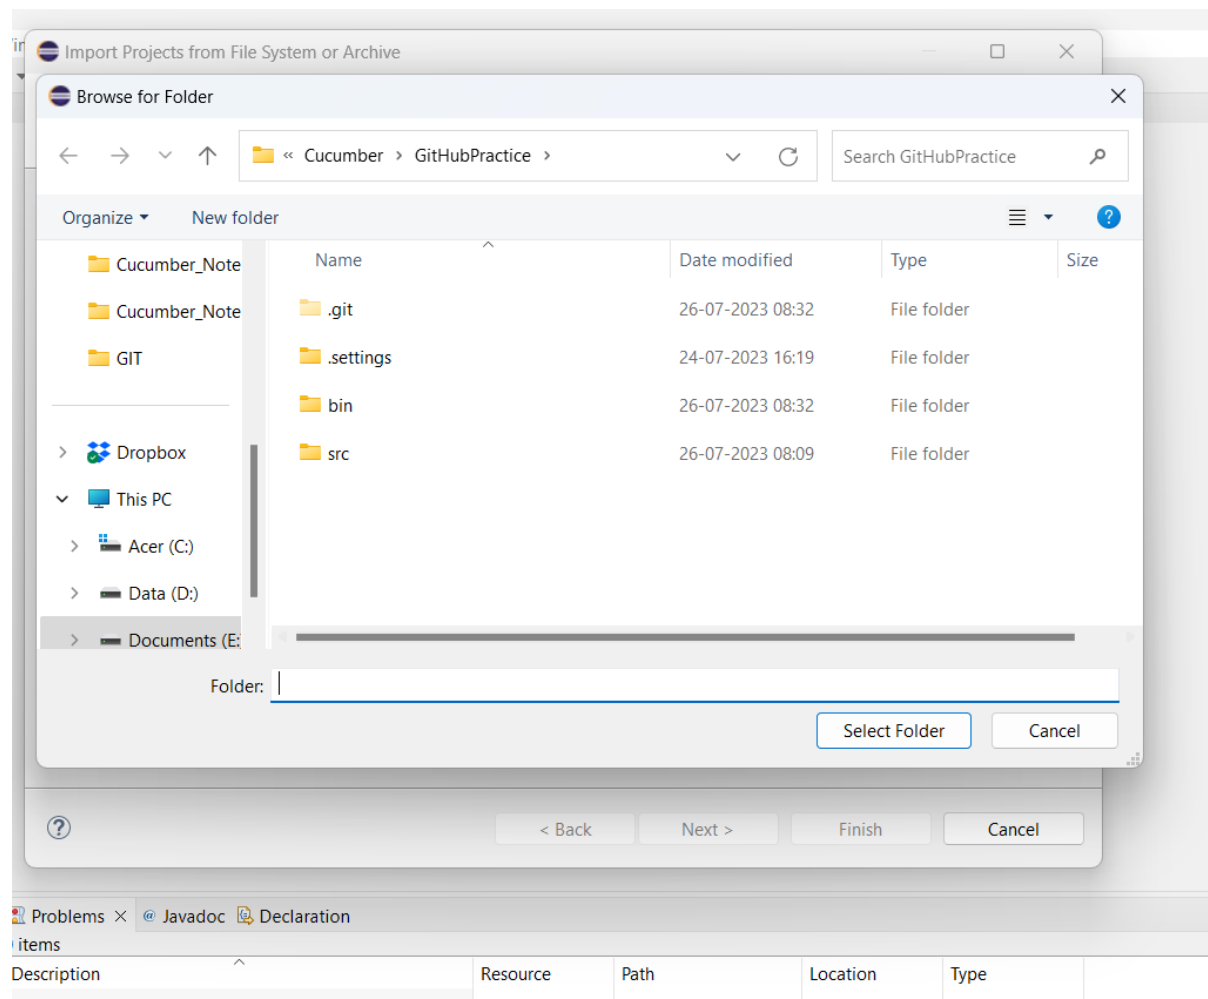 Import Projects from File System or Archive
Browse for Folder
« Cucumber > GitHubPractice >
Search GitHubPractice
Organize New folder
?
Name Date modified Type Size
Cucumber_Note
Cucumber_Note
GIT
Dropbox
This PC
Acer (C:)
Data (D:)
Documents (E:
.git 26-07-2023 08:32 File folder
.settings 24-07-2023 16:19 File folder
bin 26-07-2023 08:32 File folder
src 26-07-2023 08:09 File folder
Folder:
Select Folder Cancel
? < Back Next > Finish Cancel
Problems @ Javadoc Declaration
items
Description Resource Path Location Type